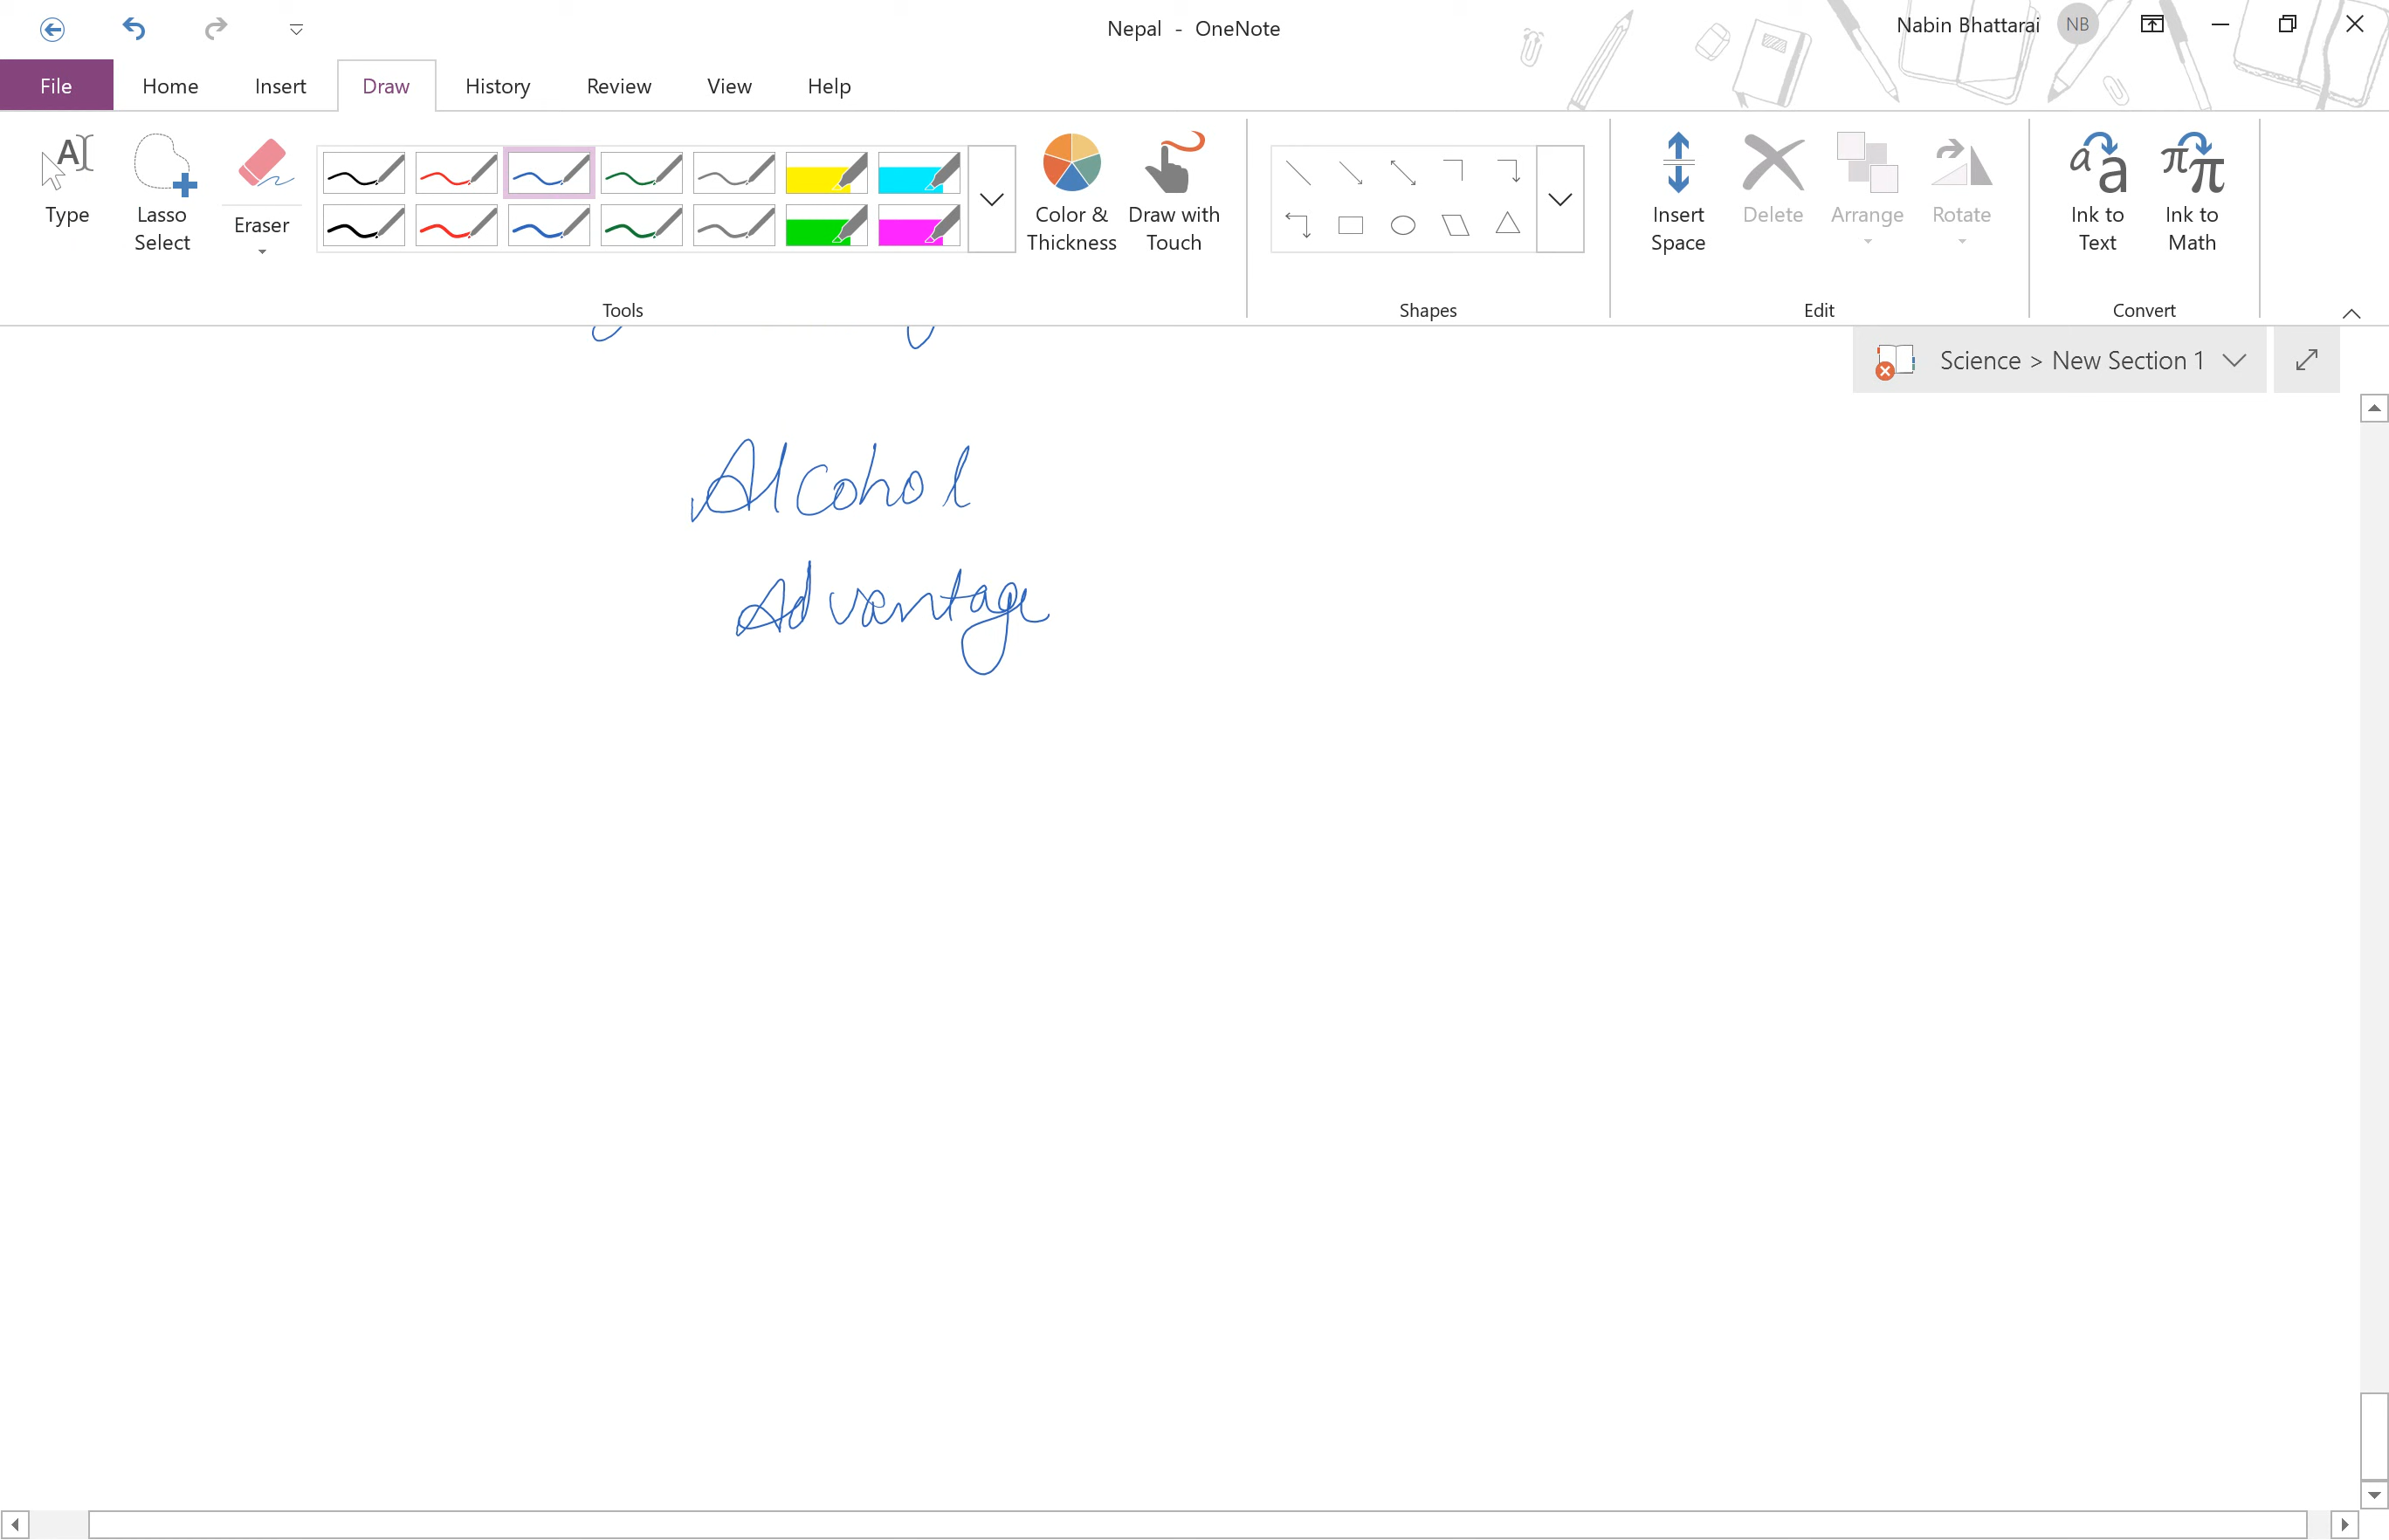 Nepal - OneNote
Nabin Bhattarai NB
File Home Insert Draw History Review View Help
Type
Lasso Select
Eraser
Color & Thickness
Draw with Touch
Insert Space
Delete
Arrange
Rotate
Ink to Text
Ink to Math
Tools
Shapes
Edit
Convert
Science > New Section 1
Alcohol
Advantage